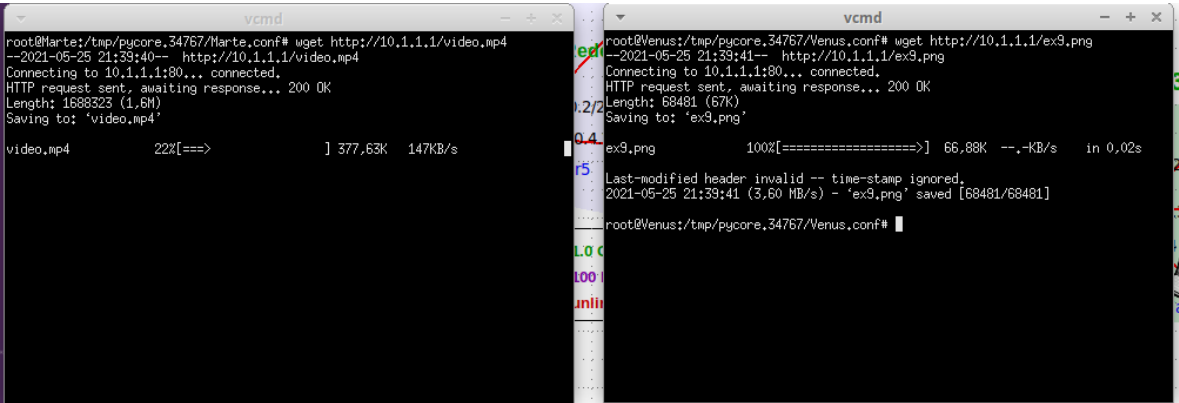 vcmd
root@Marte:/tmp/pycore.34767/Marte.conf# wget http://10.1.1.1/video.mp4
--2021-05-25 21:39:40--  http://10.1.1.1/video.mp4
Connecting to 10.1.1.1:80... connected.
HTTP request sent, awaiting response... 200 OK
Length: 1688323 (1,6M)
Saving to: ‘video.mp4’
video.mp4            22%[===>                ] 377,63K   147KB/s
0.4
r5
vcmd
root@Venus:/tmp/pycore.34767/Venus.conf# wget http://10.1.1.1/ex9.png
--2021-05-25 21:39:41--  http://10.1.1.1/ex9.png
Connecting to 10.1.1.1:80... connected.
HTTP request sent, awaiting response... 200 OK
Length: 68481 (67K)
Saving to: ‘ex9.png’
ex9.png             100%[===================>]  66,88K  --.-KB/s    in 0,02s
Last-modified header invalid -- time-stamp ignored.
2021-05-25 21:39:41 (3,60 MB/s) - ‘ex9.png’ saved [68481/68481]
root@Venus:/tmp/pycore.34767/Venus.conf#